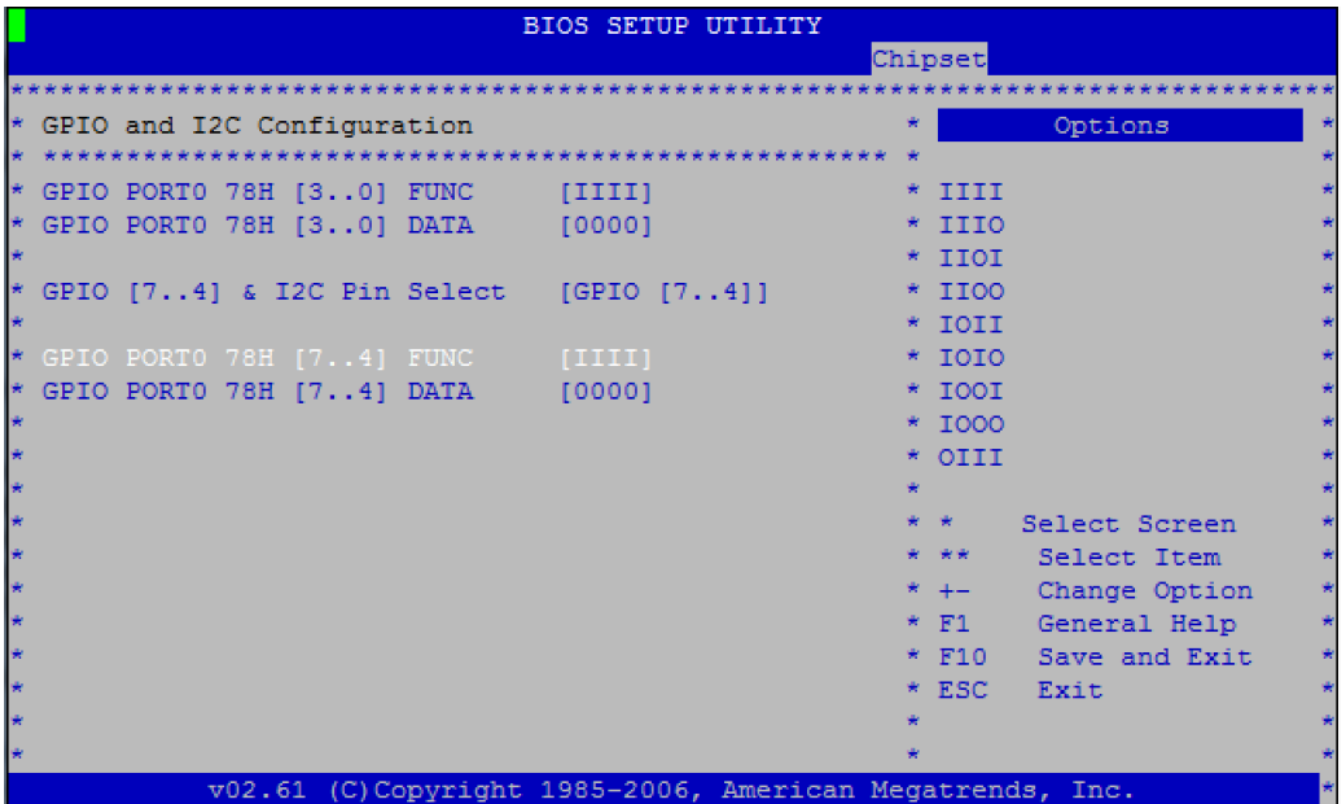 BIOS SETUP UTILITY
Chipset
*********************************************************************************
* GPIO and I2C Configuration * Options *
* *************************************************** * *
* GPIO PORT0 78H [3..0] FUNC [IIII] * IIII *
* GPIO PORT0 78H [3..0] DATA [0000] * IIIO *
* * IIOI *
* GPIO [7..4] & I2C Pin Select [GPIO [7..4]] * IIOO *
* * IOII *
* GPIO PORT0 78H [7..4] FUNC [IIII] * IOIO *
* GPIO PORT0 78H [7..4] DATA [0000] * IOOI *
* * IOOO *
* * OIII *
* * *
* * * Select Screen *
* * ** Select Item *
* * +- Change Option *
* * F1 General Help *
* * F10 Save and Exit *
* * ESC Exit *
* * *
* * *
v02.61 (C)Copyright 1985-2006, American Megatrends, Inc. *